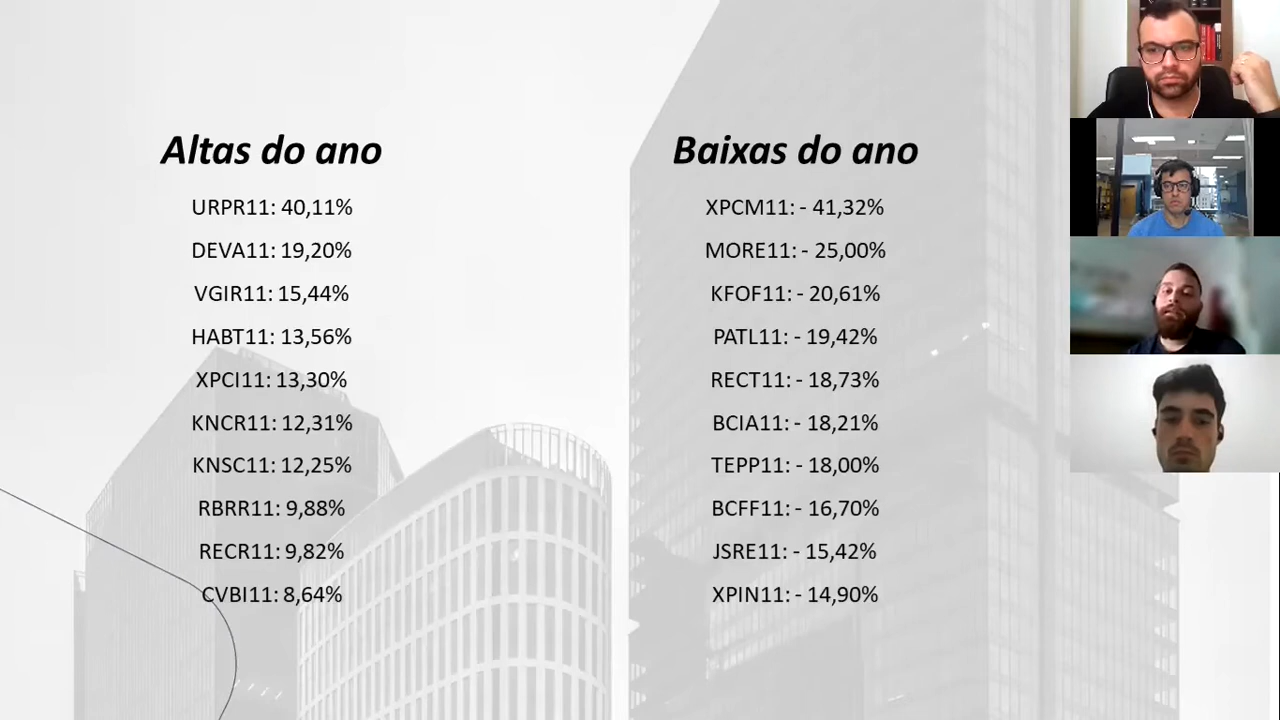 Altas do ano
URPR11: 40,11%
DEVA11: 19,20%
VGIR11: 15,44%
HABT11: 13,56%
XPCI11: 13,30%
KNCR11: 12,31%
KNSC11: 12,25%
RBRR11: 9,88%
RECR11: 9,82%
CVBI11: 8,64%
Baixas do ano
XPCM11: - 41,32%
MORE11: - 25,00%
KFOF11: - 20,61%
PATL11: - 19,42%
RECT11: - 18,73%
BCIA11: - 18,21%
TEPP11: - 18,00%
BCFF11: - 16,70%
JSRE11: - 15,42%
XPIN11: - 14,90%